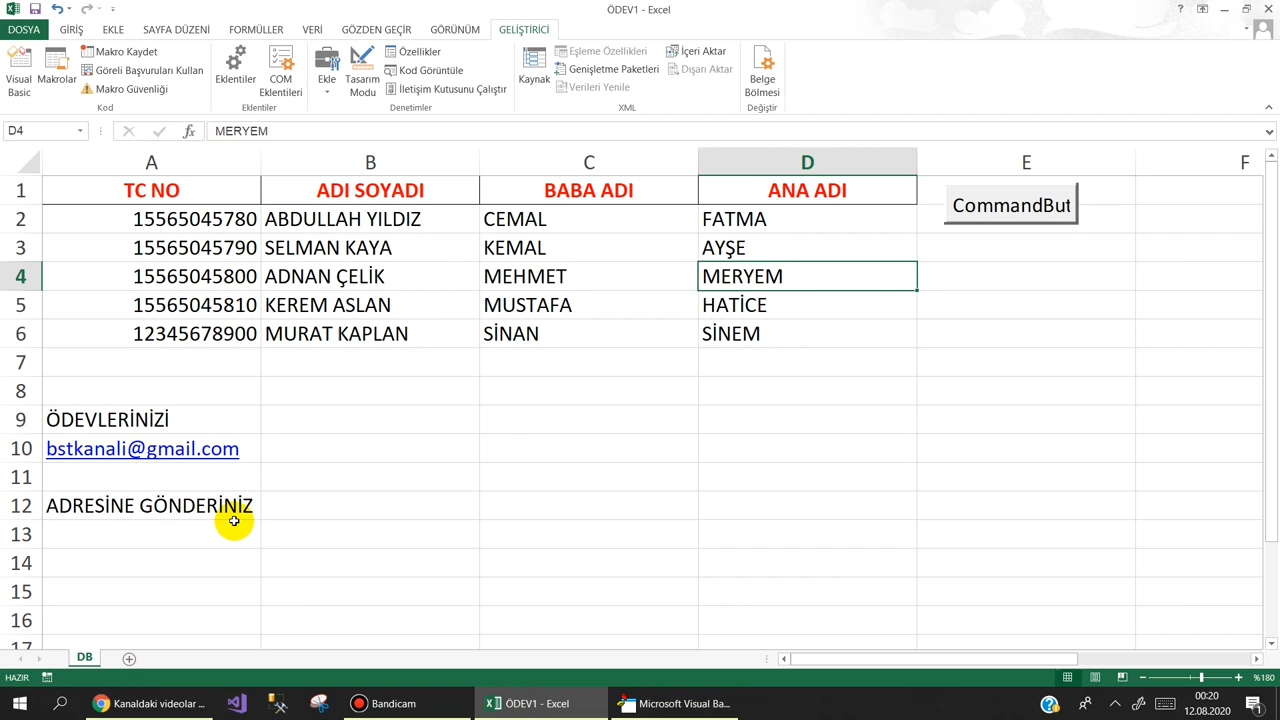 ÖDEV1 - Excel
DOSYA GİRİŞ EKLE SAYFA DÜZENİ FORMÜLLER VERİ GÖZDEN GEÇİR GÖRÜNÜM GELİŞTİRİCİ
Visual Basic
Makrolar
Makro Kaydet
Göreli Başvuruları Kullan
Makro Güvenliği
Kod
Eklentiler
COM Eklentileri
Eklentiler
Ekle
Tasarım Modu
Özellikler
Kod Görüntüle
İletişim Kutusunu Çalıştır
Denetimler
Kaynak
Eşleme Özellikleri
Genişletme Paketleri
Verileri Yenile
İçeri Aktar
Dışarı Aktar
XML
Belge Bölmesi
Değiştir
D4 fx MERYEM
A B C D E F
1 TC NO ADI SOYADI BABA ADI ANA ADI CommandBut
2 15565045780 ABDULLAH YILDIZ CEMAL FATMA
3 15565045790 SELMAN KAYA KEMAL AYŞE
4 15565045800 ADNAN ÇELİK MEHMET MERYEM
5 15565045810 KEREM ASLAN MUSTAFA HATİCE
6 12345678900 MURAT KAPLAN SİNAN SİNEM
7
8
9 ÖDEVLERİNİZİ
10 bstkanali@gmail.com
11
12 ADRESİNE GÖNDERİNİZ
13
14
15
16
17
DB
HAZIR %180
Kanaldaki videolar ... Bandicam ÖDEV1 - Excel Microsoft Visual Ba... 00:20
12.08.2020